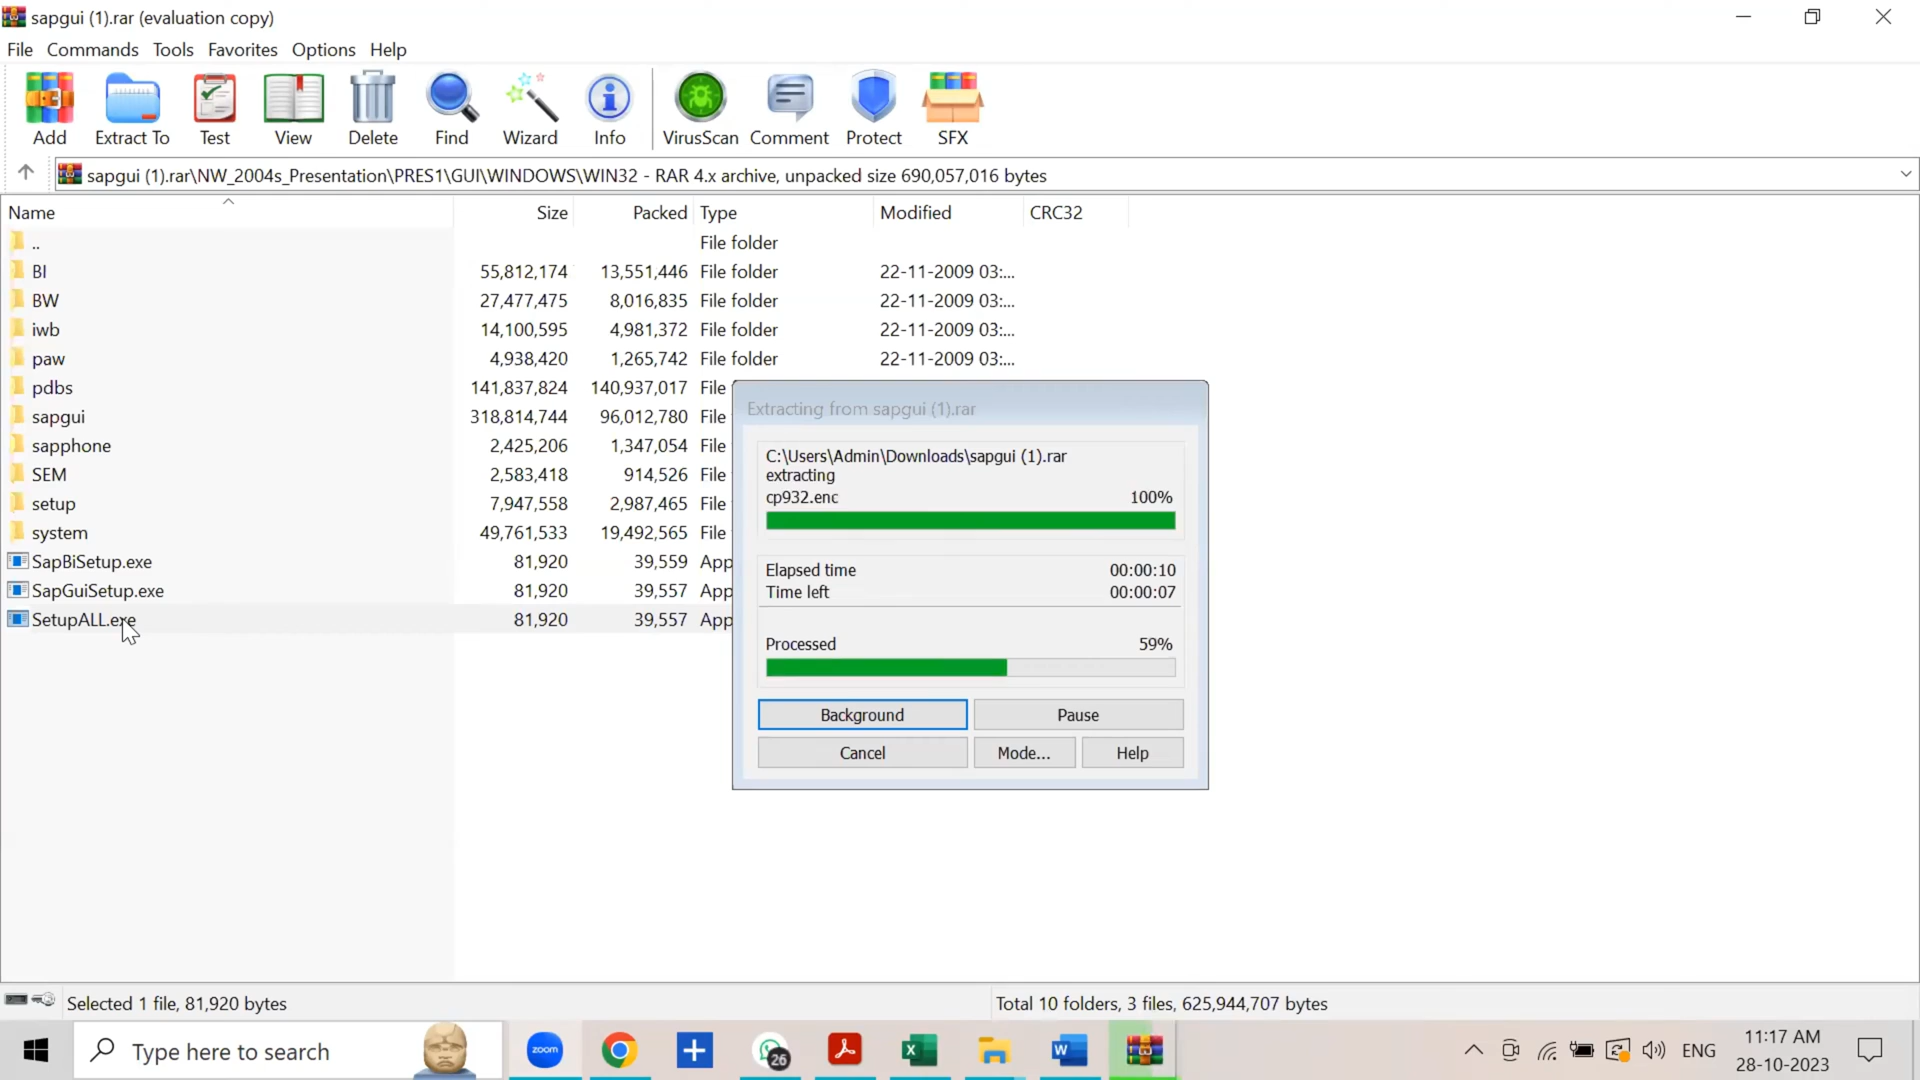 sapgui (1).rar (evaluation copy)
File Commands Tools Favorites Options Help
Add Extract To Test View Delete Find Wizard Info VirusScan Comment Protect SFX
sapgui (1).rar\NW_2004s_Presentation\PRES1\GUI\WINDOWS\WIN32 - RAR 4.x archive, unpacked size 690,057,016 bytes
Name Size Packed Type Modified CRC32
.. File folder
BI 55,812,174 13,551,446 File folder 22-11-2009 03:...
BW 27,477,475 8,016,835 File folder 22-11-2009 03:...
iwb 14,100,595 4,981,372 File folder 22-11-2009 03:...
paw 4,938,420 1,265,742 File folder 22-11-2009 03:...
pdbs 141,837,824 140,937,017 File
sapgui 318,814,744 96,012,780 File
sapphone 2,425,206 1,347,054 File
SEM 2,583,418 914,526 File
setup 7,947,558 2,987,465 File
system 49,761,533 19,492,565 File
SapBiSetup.exe 81,920 39,559 App
SapGuiSetup.exe 81,920 39,557 App
SetupALL.exe 81,920 39,557 App
Extracting from sapgui (1).rar
C:\Users\Admin\Downloads\sapgui (1).rar
extracting
cp932.enc 100%
Elapsed time 00:00:10
Time left 00:00:07
Processed 59%
Background Pause
Cancel Mode... Help
Selected 1 file, 81,920 bytes
Total 10 folders, 3 files, 625,944,707 bytes
Type here to search
zoom
26
ENG
11:17 AM
28-10-2023